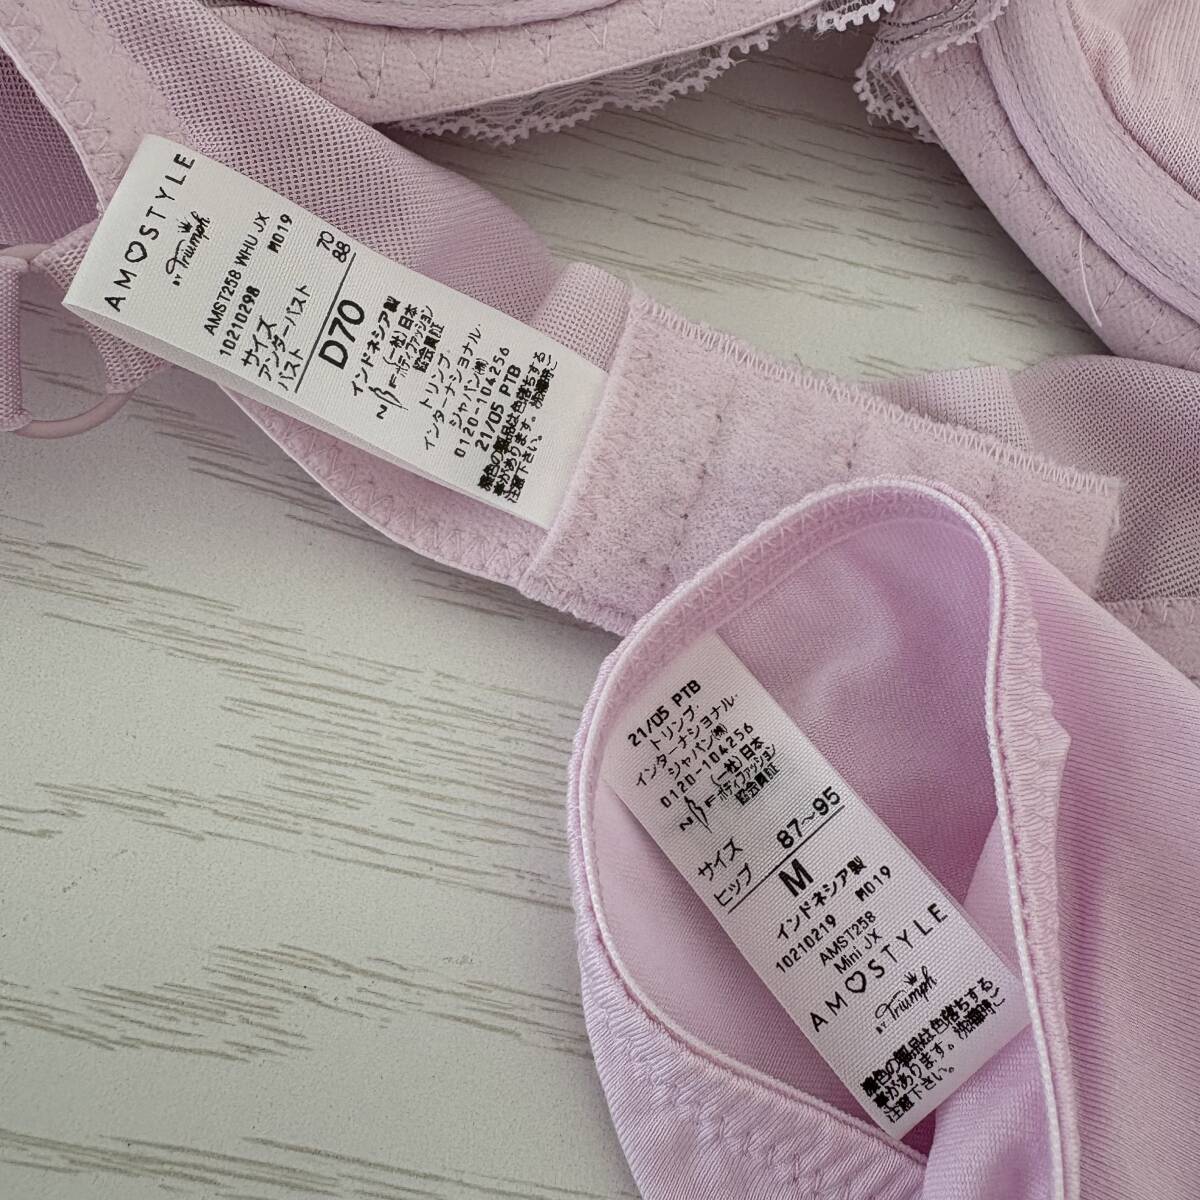 AMOSTYLE
BY Triumph
AMST258 WHU JX
10210298 M019
サイズ
アンダーバスト 70
バスト 88
D70
インドネシア製
NBF (一社)日本
ボディファッション
協会員証
トリンプ・
インターナショナル・
ジャパン(株)
0120-104256
21/05 PTB
濃色の製品は色落ちする
事があります。洗濯時ご
注意下さい。
21/05 PTB
トリンプ・
インターナショナル・
ジャパン(株)
0120-104256
NBF (一社)日本
ボディファッション
協会員証
サイズ
ヒップ 87~95
M
インドネシア製
10210219 M019
AMST258
Mini JX
AMOSTYLE
BY Triumph
濃色の製品は色落ちする
事があります。洗濯時ご
注意下さい。